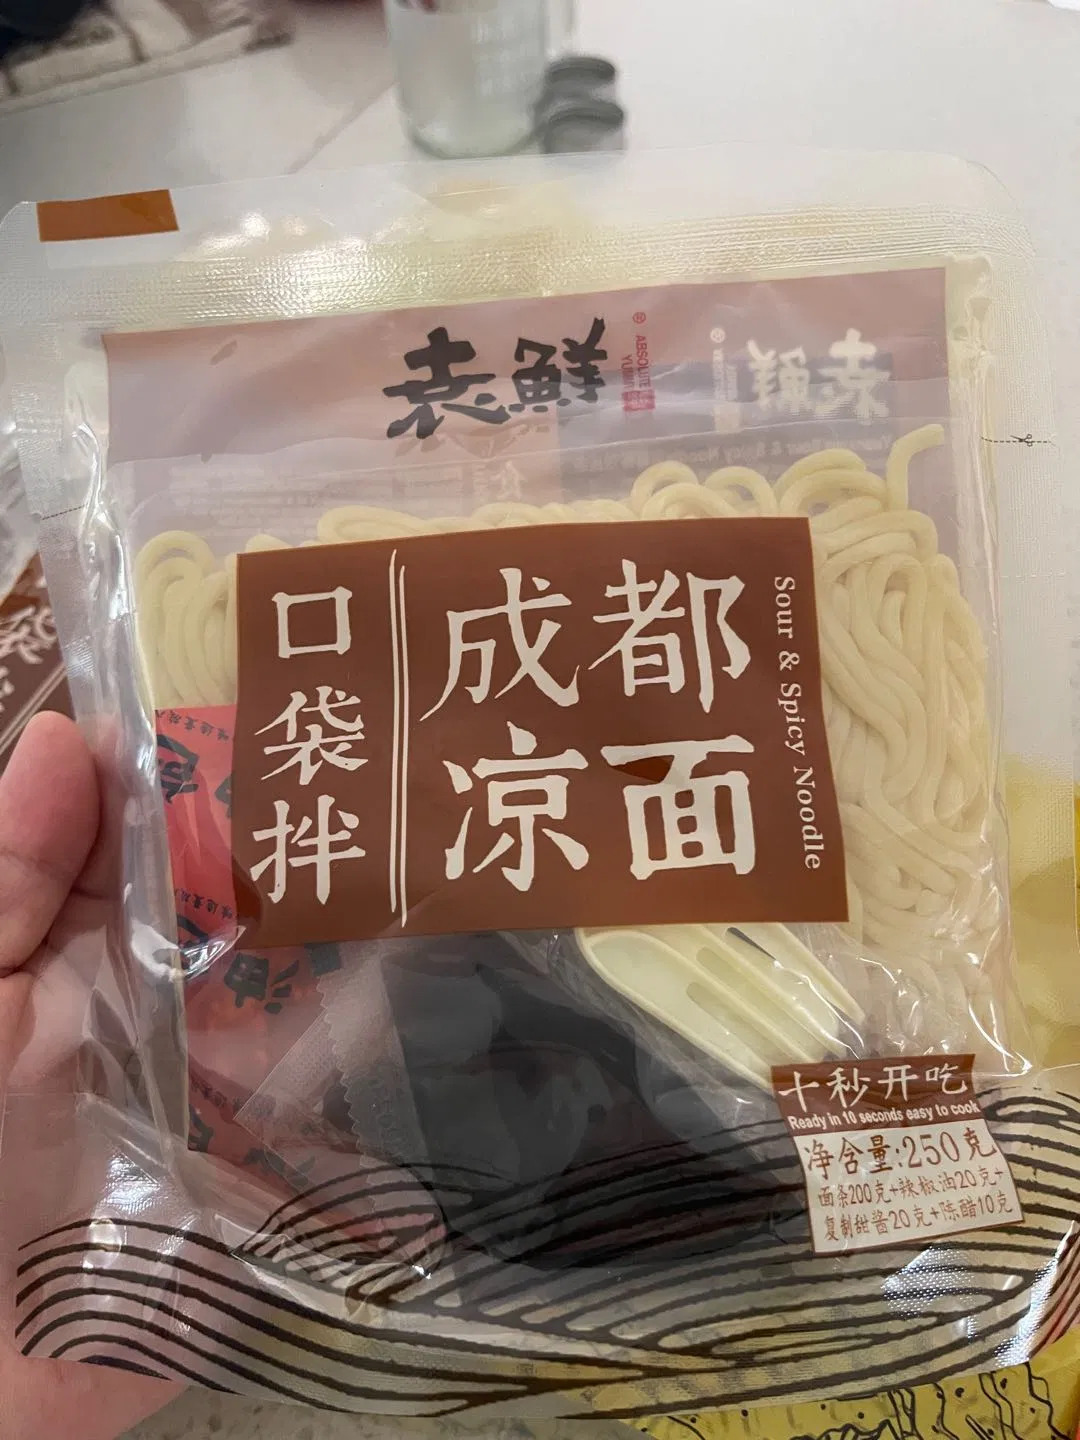 袁鲜
® ABSOLUTE
YUMMY
口袋拌
成都
凉面
Sour & Spicy Noodle
十秒开吃
Ready in 10 seconds easy to cook
净含量:250克
面条200克+辣椒油20克+
复制甜酱20克+陈醋10克
油